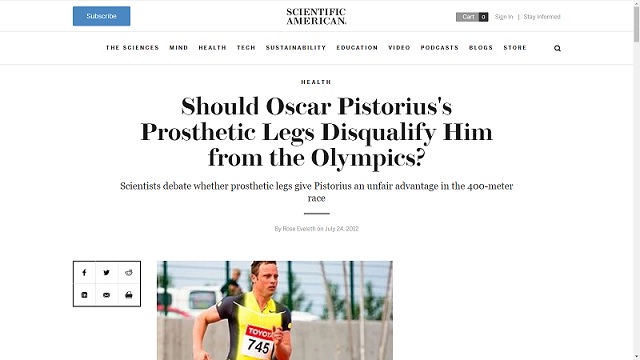 Subscribe
SCIENTIFIC
AMERICAN.
Cart 0 Sign In | Stay Informed
THE SCIENCES MIND HEALTH TECH SUSTAINABILITY EDUCATION VIDEO PODCASTS BLOGS STORE
HEALTH
Should Oscar Pistorius's
Prosthetic Legs Disqualify Him
from the Olympics?
Scientists debate whether prosthetic legs give Pistorius an unfair advantage in the 400-meter
race
By Rose Eveleth on July 24, 2012
TOYOTA
745